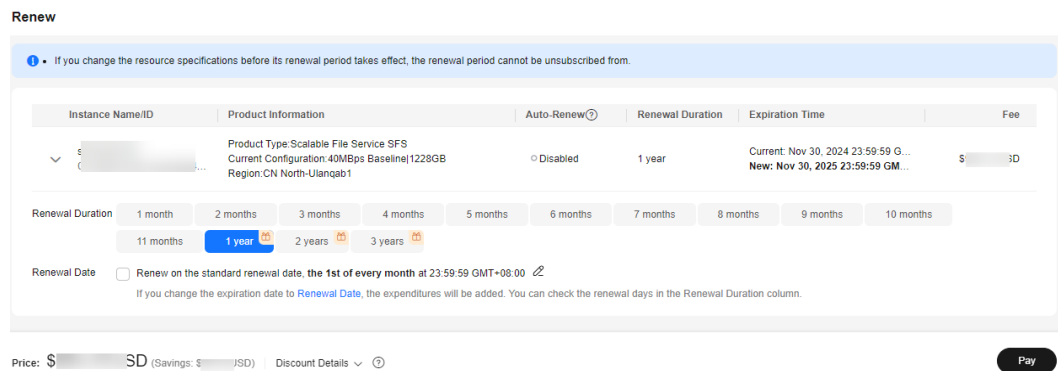 Renew
• If you change the resource specifications before its renewal period takes effect, the renewal period cannot be unsubscribed from.
Instance Name/ID Product Information Auto-Renew Renewal Duration Expiration Time Fee
Product Type:Scalable File Service SFS
Current Configuration:40MBps Baseline|1228GB
Region:CN North-Ulanqab1
Disabled
1 year
Current: Nov 30, 2024 23:59:59 G...
New: Nov 30, 2025 23:59:59 GM...
Renewal Duration 1 month 2 months 3 months 4 months 5 months 6 months 7 months 8 months 9 months 10 months
11 months 1 year 2 years 3 years
Renewal Date Renew on the standard renewal date, the 1st of every month at 23:59:59 GMT+08:00
If you change the expiration date to Renewal Date, the expenditures will be added. You can check the renewal days in the Renewal Duration column.
Price: $ SD (Savings: $ USD) Discount Details Pay